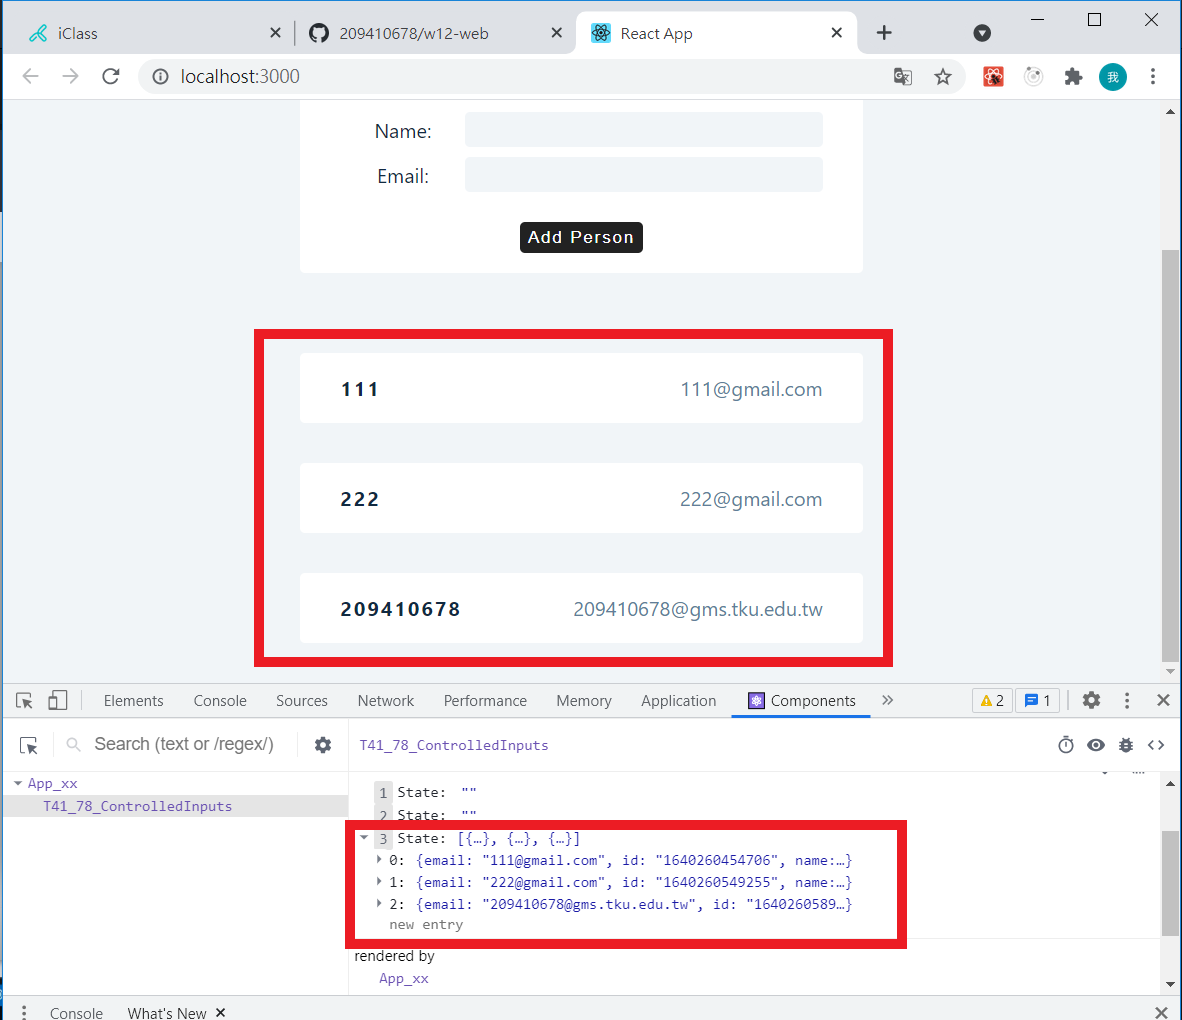 iClass
209410678/w12-web
React App
localhost:3000
我
Name:
Email:
Add Person
111 111@gmail.com
222 222@gmail.com
209410678 209410678@gms.tku.edu.tw
Elements Console Sources Network Performance Memory Application Components 2 1
Search (text or /regex/)
T41_78_ControlledInputs
App_xx
T41_78_ControlledInputs
1 State: ""
2 State: ""
3 State: [{…}, {…}, {…}]
0: {email: "111@gmail.com", id: "1640260454706", name:…}
1: {email: "222@gmail.com", id: "1640260549255", name:…}
2: {email: "209410678@gms.tku.edu.tw", id: "1640260589…}
new entry
rendered by
App_xx
Console What's New